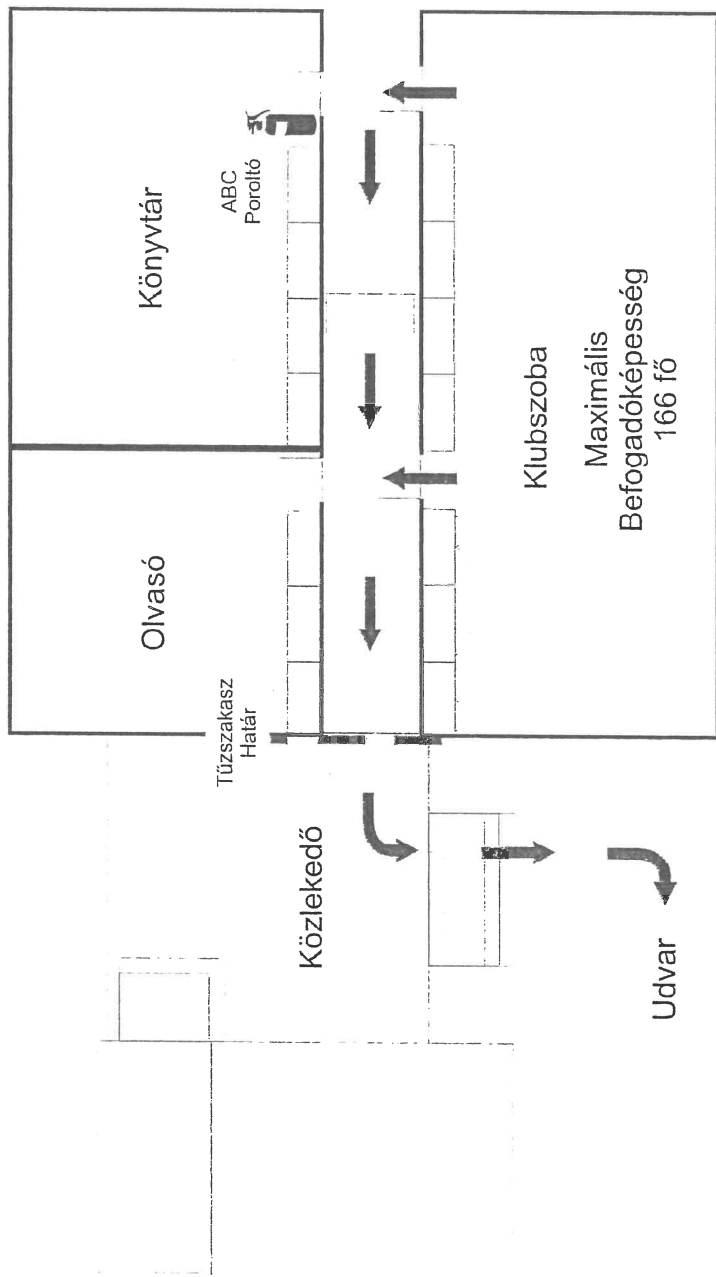 Könyvtár
ABC
Poroltó
Olvasó
Tűzszakasz
Határ
Klubszoba
Maximális
Befogadóképesség
166 fő
Közlekedő
Udvar